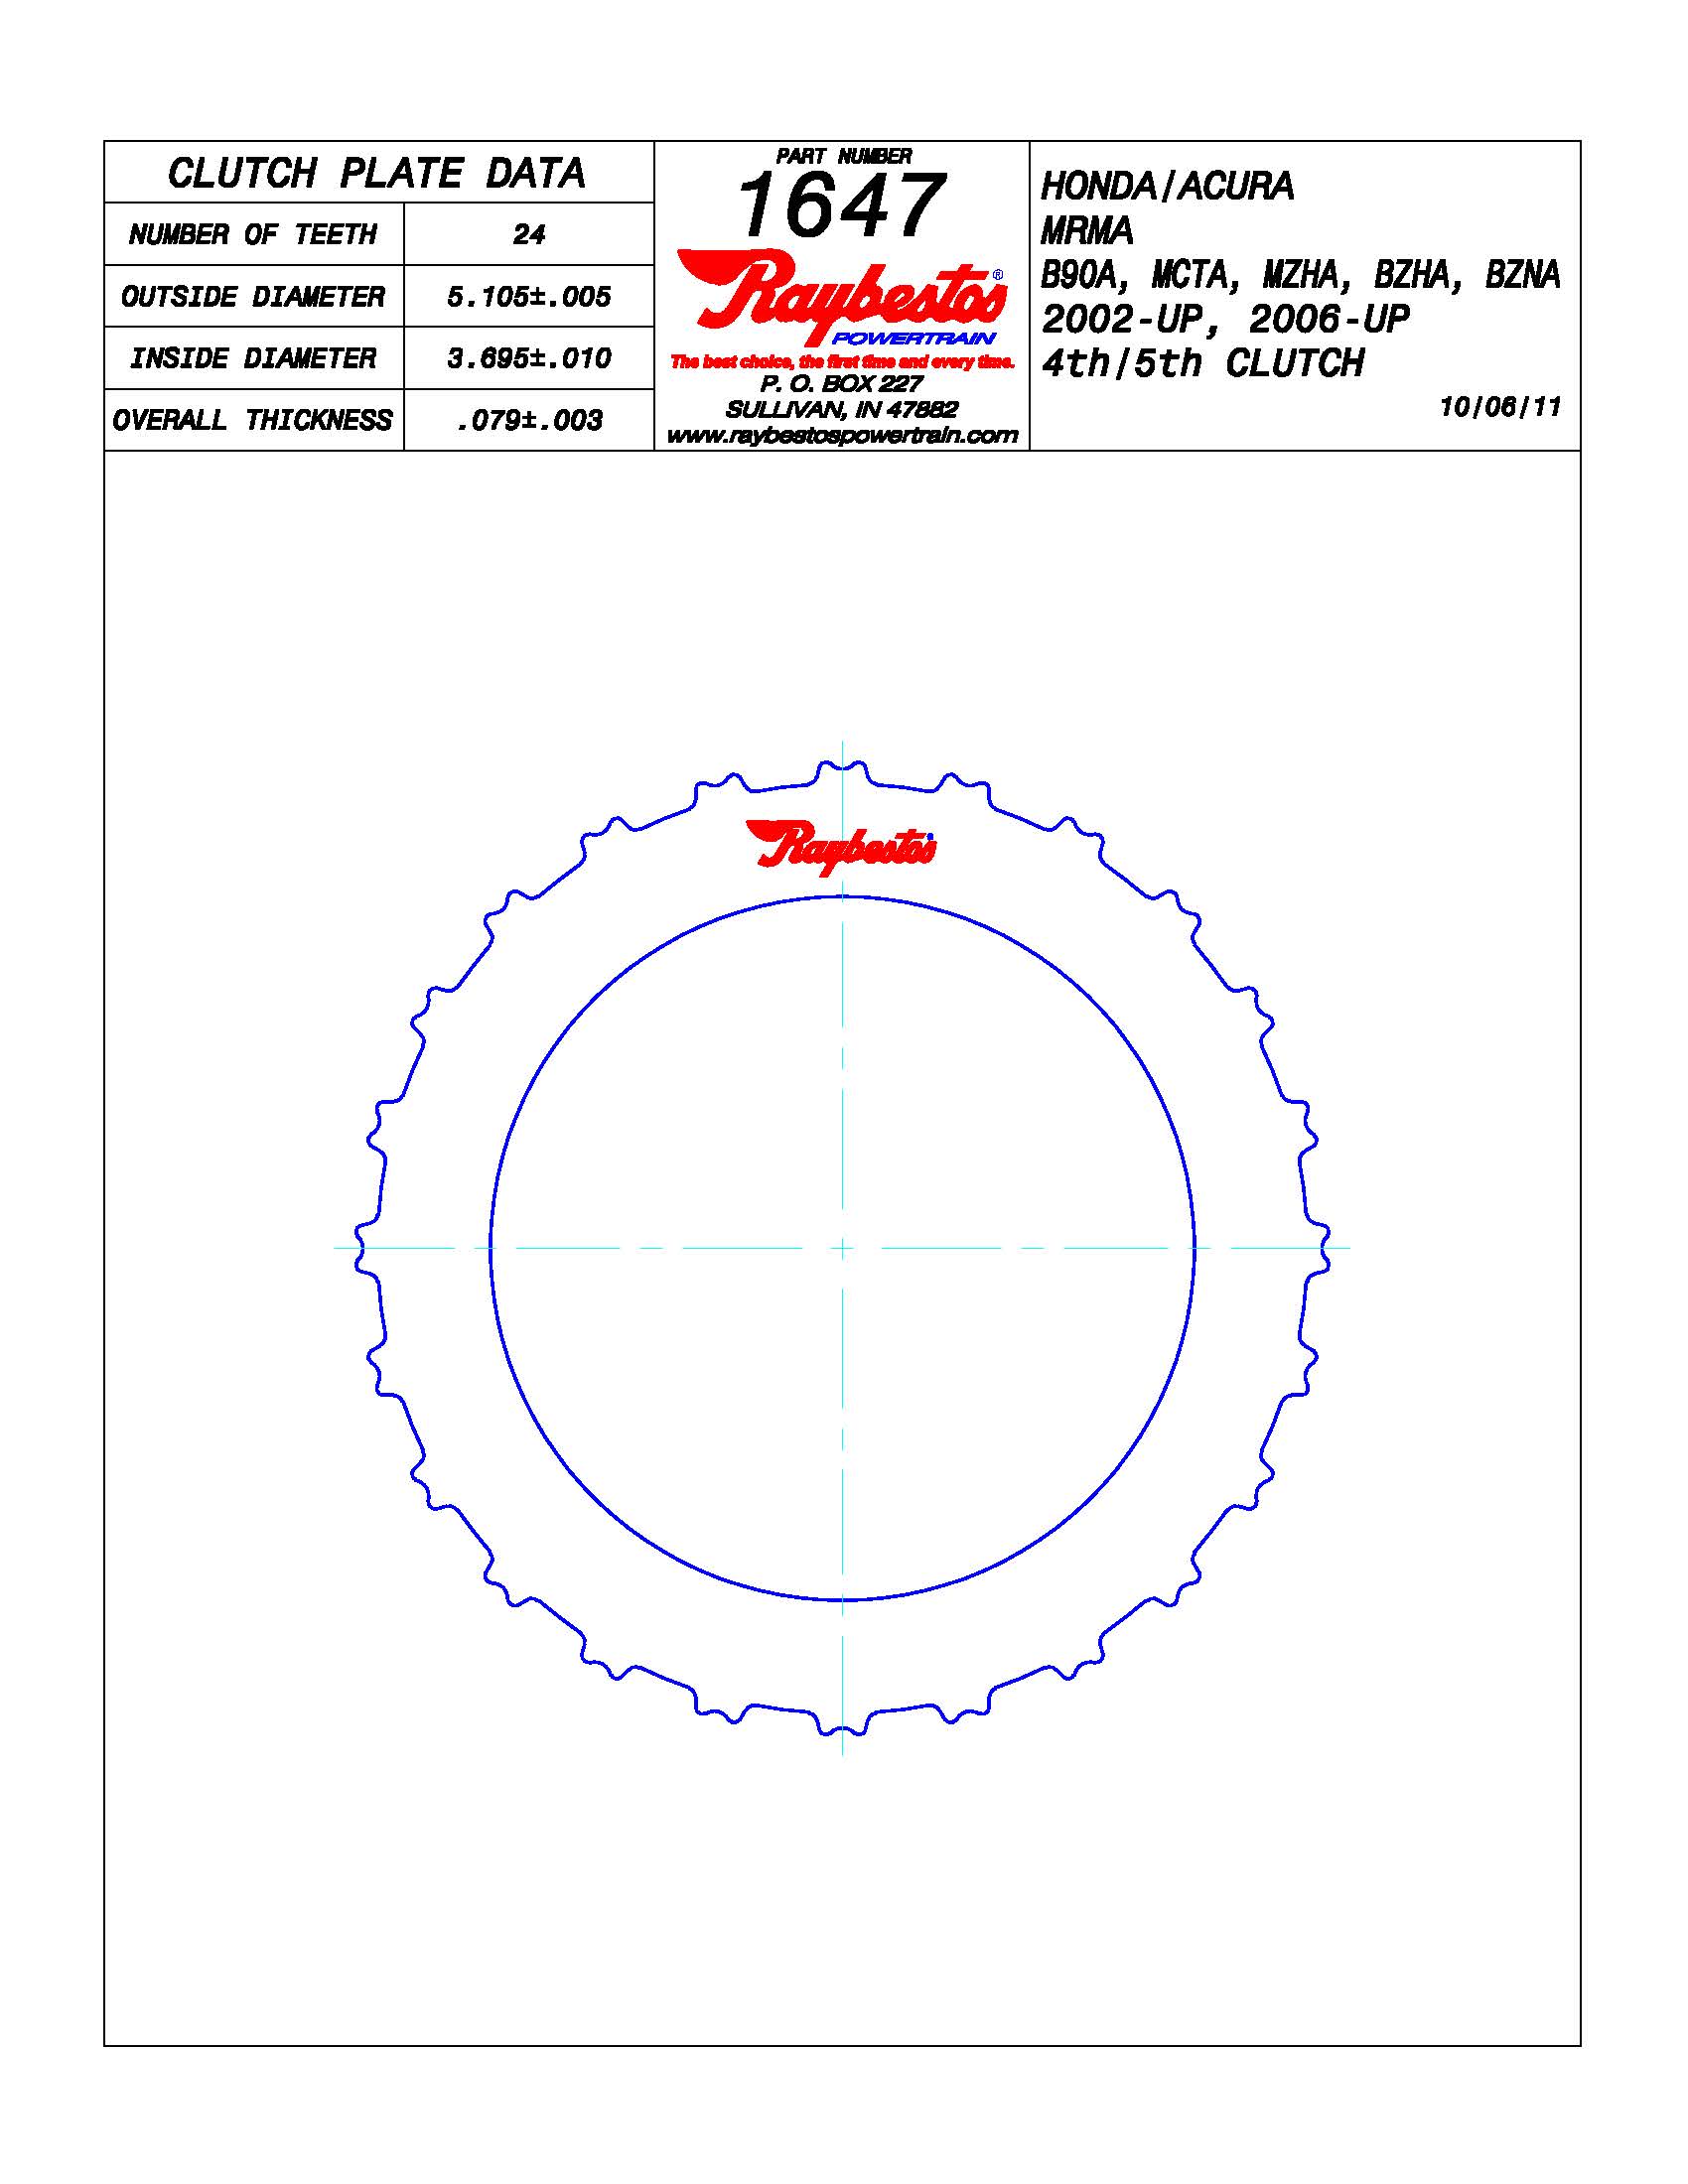 CLUTCH PLATE DATA
NUMBER OF TEETH 24
OUTSIDE DIAMETER 5.105±.005
INSIDE DIAMETER 3.695±.010
OVERALL THICKNESS .079±.003
PART NUMBER
1647
Raybestos®
POWERTRAIN
The best choice, the first time and every time.
P. O. BOX 227
SULLIVAN, IN 47882
www.raybestospowertrain.com
HONDA/ACURA
MRMA
B90A, MCTA, MZHA, BZHA, BZNA
2002-UP, 2006-UP
4th/5th CLUTCH
10/06/11
Raybestos